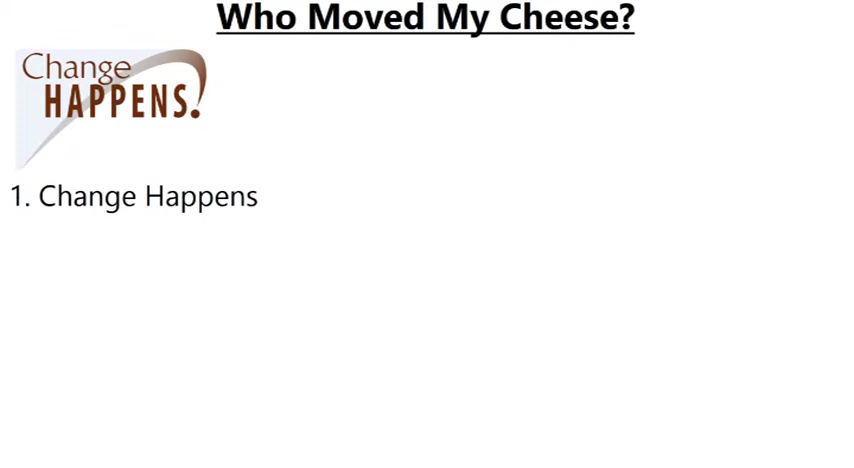 Who Moved My Cheese?
Change
HAPPENS.
1. Change Happens